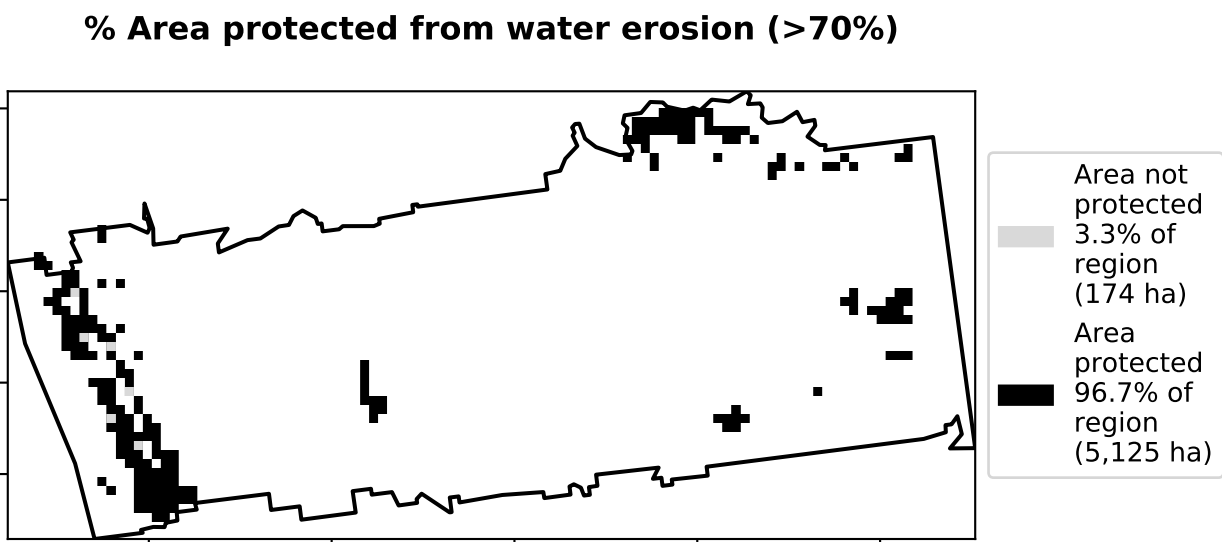 % Area protected from water erosion (>70%)
Area not
protected
3.3% of
region
(174 ha)
Area
protected
96.7% of
region
(5,125 ha)